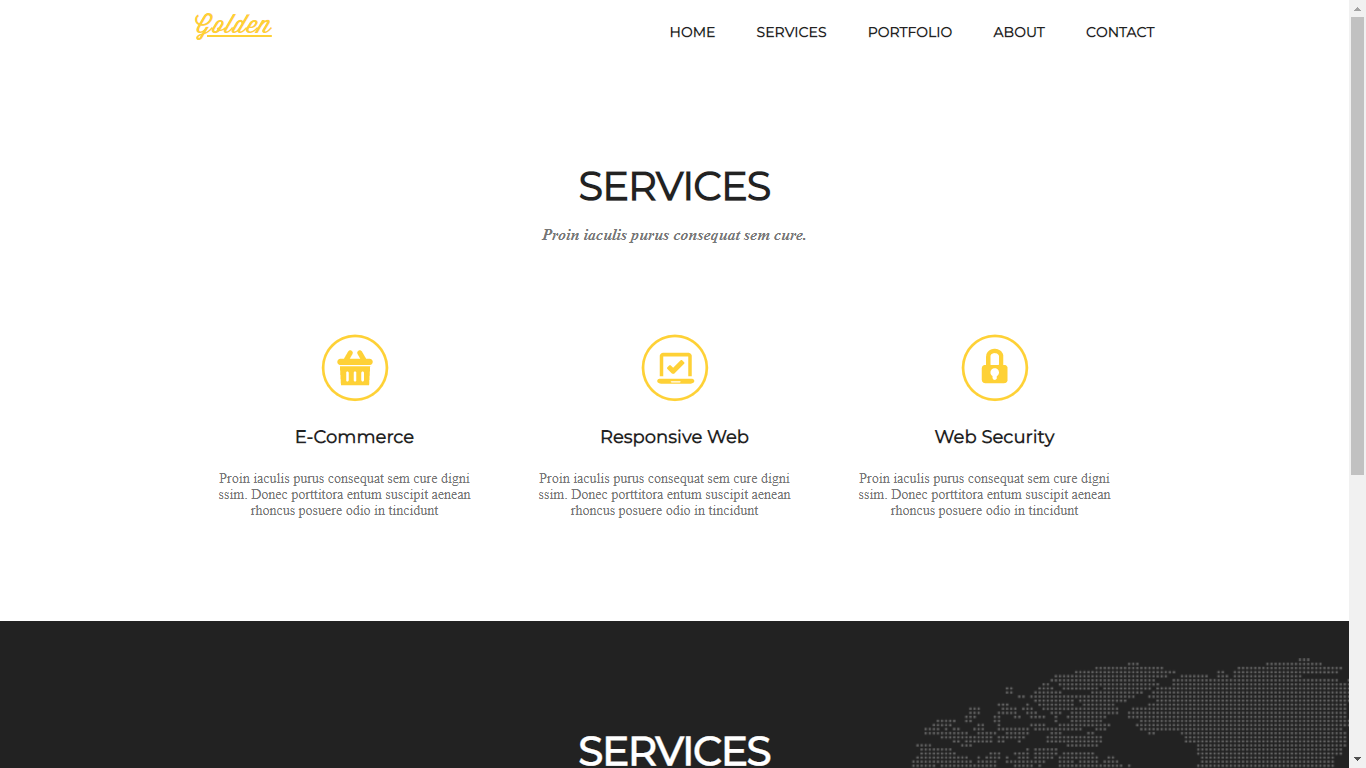 Golden
HOME SERVICES PORTFOLIO ABOUT CONTACT
SERVICES
Proin iaculis purus consequat sem cure.
E-Commerce
Proin iaculis purus consequat sem cure digni
ssim. Donec porttitora entum suscipit aenean
rhoncus posuere odio in tincidunt
Responsive Web
Proin iaculis purus consequat sem cure digni
ssim. Donec porttitora entum suscipit aenean
rhoncus posuere odio in tincidunt
Web Security
Proin iaculis purus consequat sem cure digni
ssim. Donec porttitora entum suscipit aenean
rhoncus posuere odio in tincidunt
SERVICES